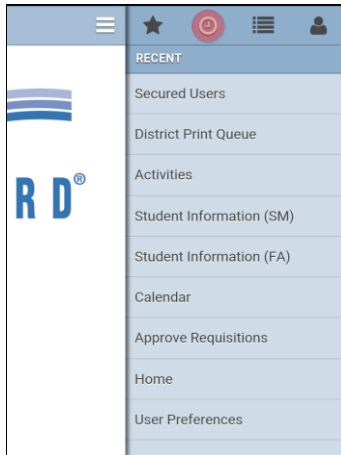 RECENT
Secured Users
District Print Queue
Activities
R D®
Student Information (SM)
Student Information (FA)
Calendar
Approve Requisitions
Home
User Preferences